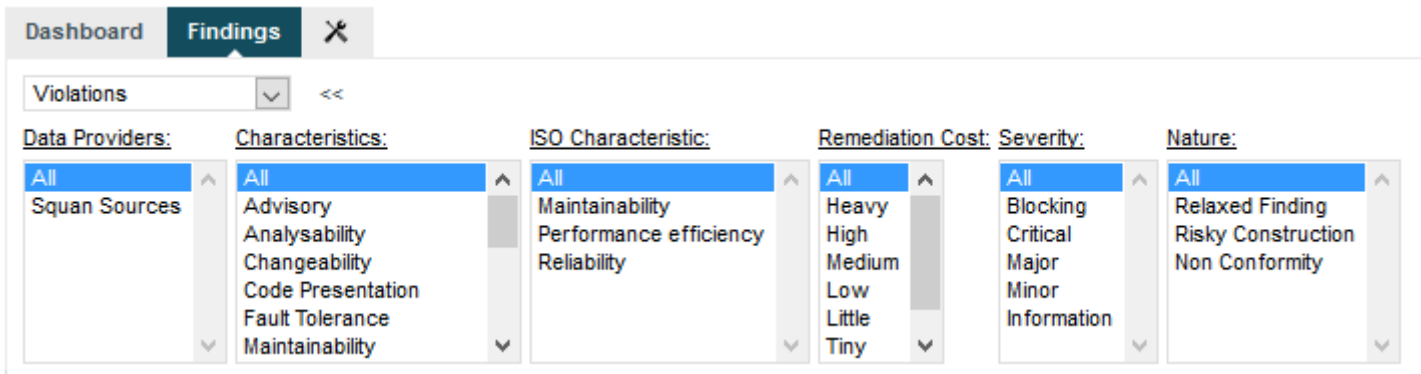 Dashboard Findings
Violations <<
Data Providers: Characteristics: ISO Characteristic: Remediation Cost: Severity: Nature:
All All All All All All
Squan Sources Advisory Maintainability Heavy Blocking Relaxed Finding
Analysability Performance efficiency High Critical Risky Construction
Changeability Reliability Medium Major Non Conformity
Code Presentation Low Minor
Fault Tolerance Little Information
Maintainability Tiny